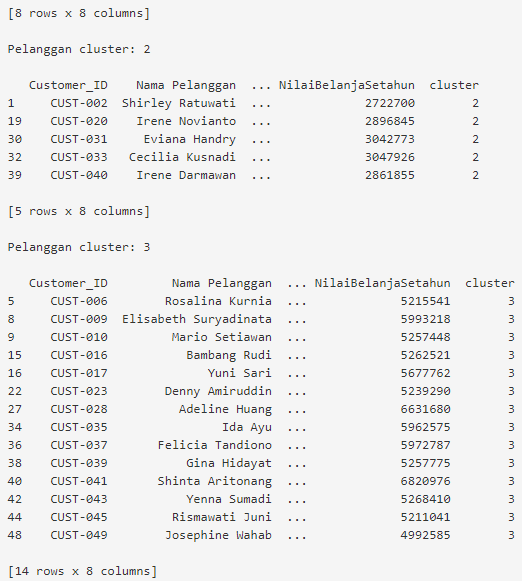 [8 rows x 8 columns]
Pelanggan cluster: 2
Customer_ID Nama Pelanggan ... NilaiBelanjaSetahun cluster
1 CUST-002 Shirley Ratuwati ... 2722700 2
19 CUST-020 Irene Novianto ... 2896845 2
30 CUST-031 Eviana Handry ... 3042773 2
32 CUST-033 Cecilia Kusnadi ... 3047926 2
39 CUST-040 Irene Darmawan ... 2861855 2
[5 rows x 8 columns]
Pelanggan cluster: 3
Customer_ID Nama Pelanggan ... NilaiBelanjaSetahun cluster
5 CUST-006 Rosalina Kurnia ... 5215541 3
8 CUST-009 Elisabeth Suryadinata ... 5993218 3
9 CUST-010 Mario Setiawan ... 5257448 3
15 CUST-016 Bambang Rudi ... 5262521 3
16 CUST-017 Yuni Sari ... 5677762 3
22 CUST-023 Denny Amiruddin ... 5239290 3
27 CUST-028 Adeline Huang ... 6631680 3
34 CUST-035 Ida Ayu ... 5962575 3
36 CUST-037 Felicia Tandiono ... 5972787 3
38 CUST-039 Gina Hidayat ... 5257775 3
40 CUST-041 Shinta Aritonang ... 6820976 3
42 CUST-043 Yenna Sumadi ... 5268410 3
44 CUST-045 Rismawati Juni ... 5211041 3
48 CUST-049 Josephine Wahab ... 4992585 3
[14 rows x 8 columns]